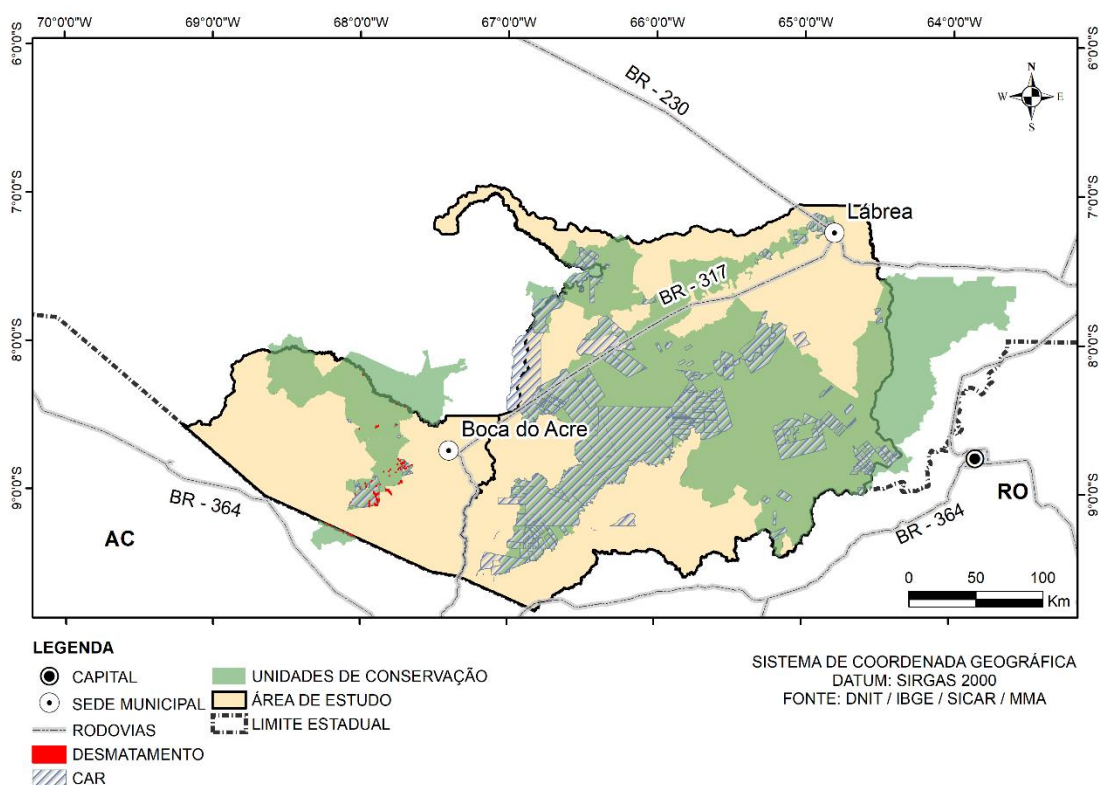 70°0'0"W 69°0'0"W 68°0'0"W 67°0'0"W 66°0'0"W 65°0'0"W 64°0'0"W
6°0'0"S
6°0'0"S
N
W E
S
BR - 230
7°0'0"S
7°0'0"S
Lábrea
BR - 317
8°0'0"S
8°0'0"S
Boca do Acre
9°0'0"S
9°0'0"S
BR - 364
AC
RO
BR - 364
0 50 100
Km
LEGENDA
CAPITAL
SEDE MUNICIPAL
RODOVIAS
DESMATAMENTO
CAR
UNIDADES DE CONSERVAÇÃO
ÁREA DE ESTUDO
LIMITE ESTADUAL
SISTEMA DE COORDENADA GEOGRÁFICA
DATUM: SIRGAS 2000
FONTE: DNIT / IBGE / SICAR / MMA